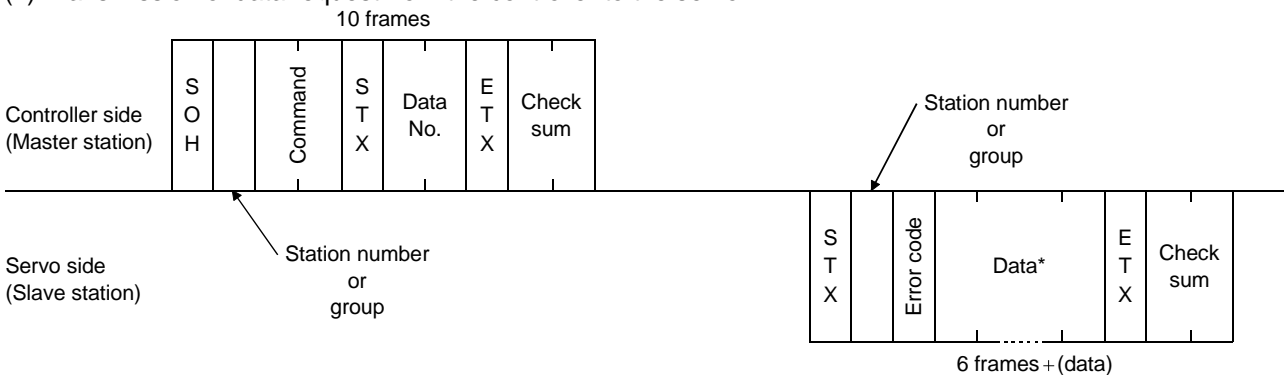 10 frames
Controller side
(Master station)
S
O
H
Command
S
T
X
Data
No.
E
T
X
Check
sum
Station number
or
group
Servo side
(Slave station)
Station number
or
group
S
T
X
Error code
Data*
E
T
X
Check
sum
6 frames+(data)